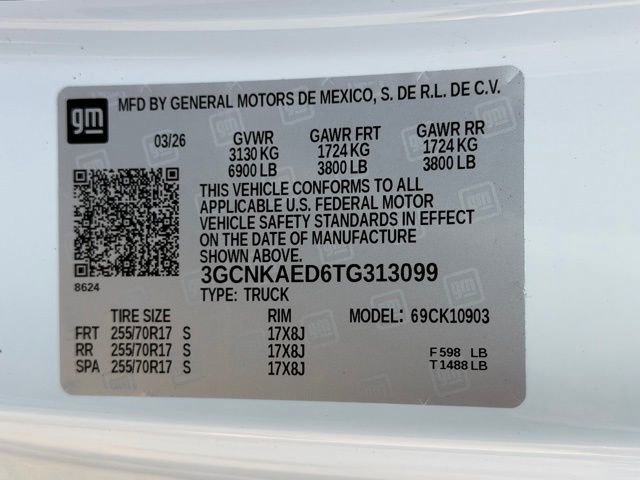 gm
MFD BY GENERAL MOTORS DE MEXICO, S. DE R.L. DE C.V.
03/26 GVWR GAWR FRT GAWR RR
3130 KG 1724 KG 1724 KG
6900 LB 3800 LB 3800 LB
THIS VEHICLE CONFORMS TO ALL
APPLICABLE U.S. FEDERAL MOTOR
VEHICLE SAFETY STANDARDS IN EFFECT
ON THE DATE OF MANUFACTURE
SHOWN ABOVE.
3GCNKAED6TG313099
8624
TYPE: TRUCK
TIRE SIZE RIM MODEL: 69CK10903
FRT 255/70R17 S 17X8J
RR 255/70R17 S 17X8J F 598 LB
SPA 255/70R17 S 17X8J T 1488 LB